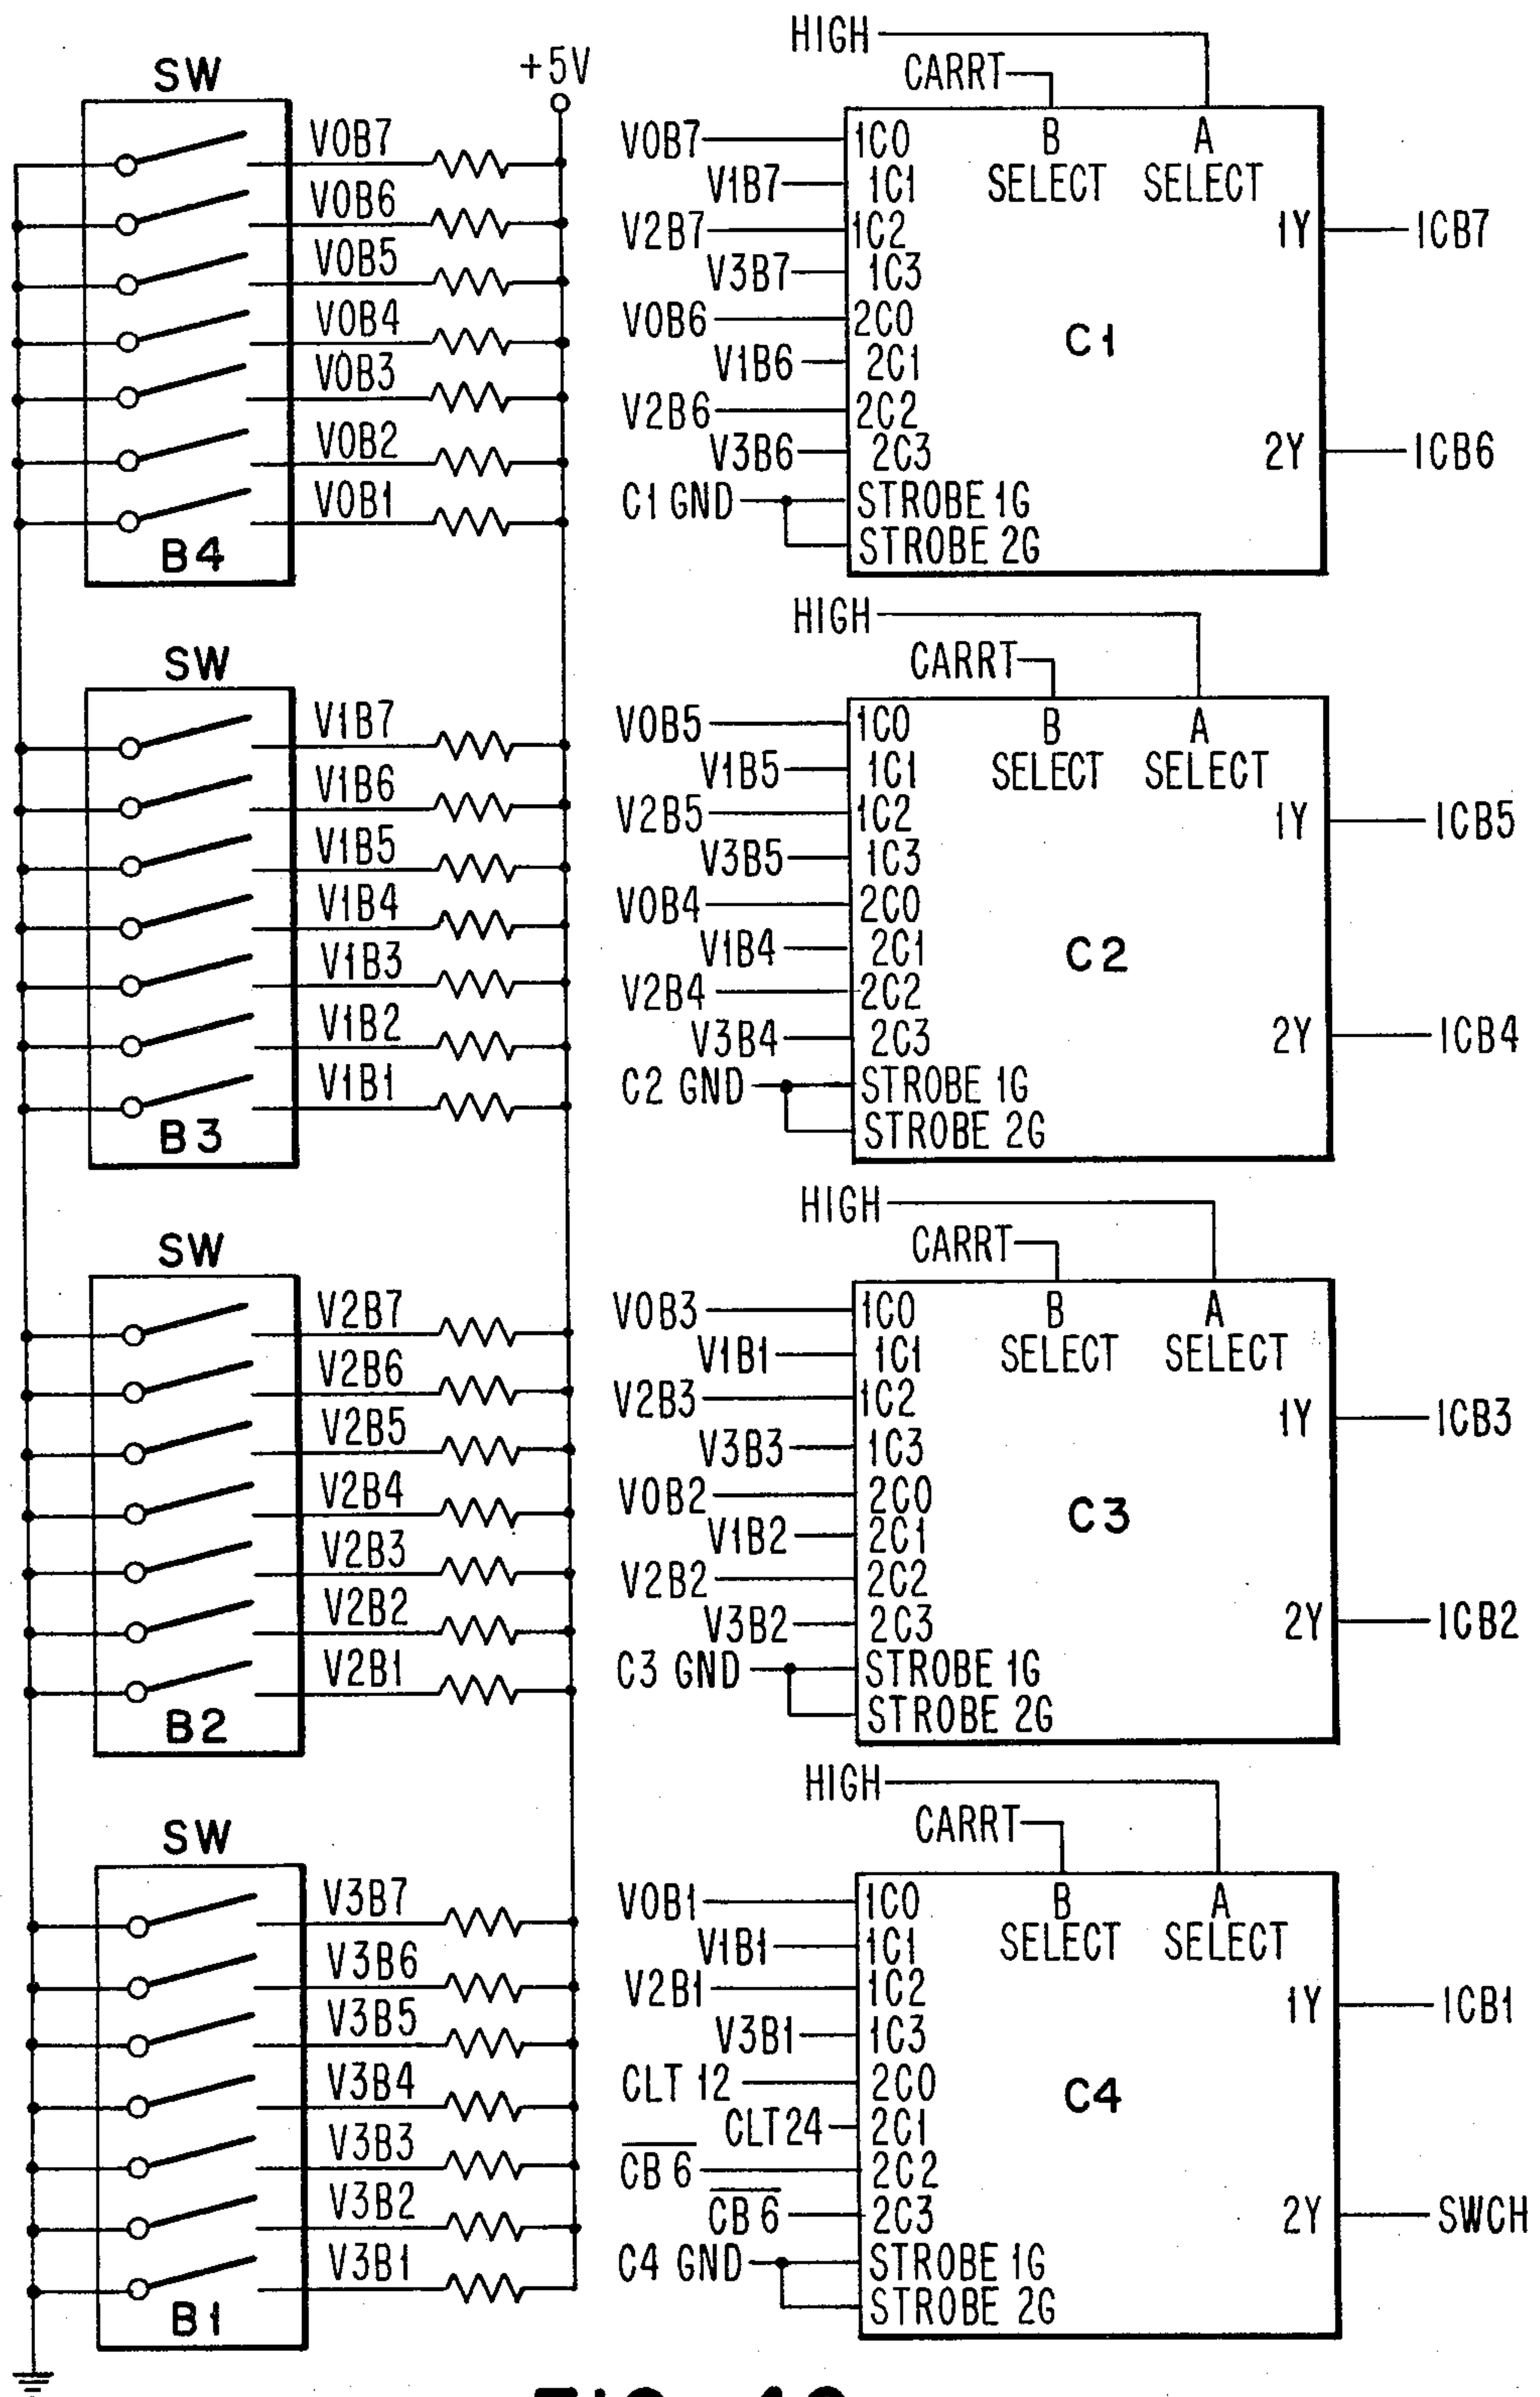 SW
+5V
V0B7
V0B6
V0B5
V0B4
V0B3
V0B2
V0B1
B4
SW
V1B7
V1B6
V1B5
V1B4
V1B3
V1B2
V1B1
B3
SW
V2B7
V2B6
V2B5
V2B4
V2B3
V2B2
V2B1
B2
SW
V3B7
V3B6
V3B5
V3B4
V3B3
V3B2
V3B1
B1
HIGH
CARRT
V0B7 1C0 B A
V1B7 1C1 SELECT SELECT
V2B7 1C2 1Y ICB7
V3B7 1C3
V0B6 2C0
C1
V1B6 2C1
V2B6 2C2
V3B6 2C3 2Y ICB6
C1 GND STROBE 1G
STROBE 2G
HIGH
CARRT
V0B5 1C0 B A
V1B5 1C1 SELECT SELECT
V2B5 1C2 1Y ICB5
V3B5 1C3
V0B4 2C0
V1B4 2C1 C2
V2B4 2C2
V3B4 2C3 2Y ICB4
C2 GND STROBE 1G
STROBE 2G
HIGH
CARRT
V0B3 1C0 B A
V1B1 1C1 SELECT SELECT
V2B3 1C2 1Y ICB3
V3B3 1C3
V0B2 2C0 C3
V1B2 2C1
V2B2 2C2
V3B2 2C3 2Y ICB2
C3 GND STROBE 1G
STROBE 2G
HIGH
CARRT
V0B1 1C0 B A
V1B1 1C1 SELECT SELECT
V2B1 1C2 1Y ICB1
V3B1 1C3
CLT 12 2C0 C4
CLT24 2C1
C̅B̅ ̅6̅ 2C2
C̅B̅ ̅6̅ 2C3 2Y SWCH
C4 GND STROBE 1G
STROBE 2G